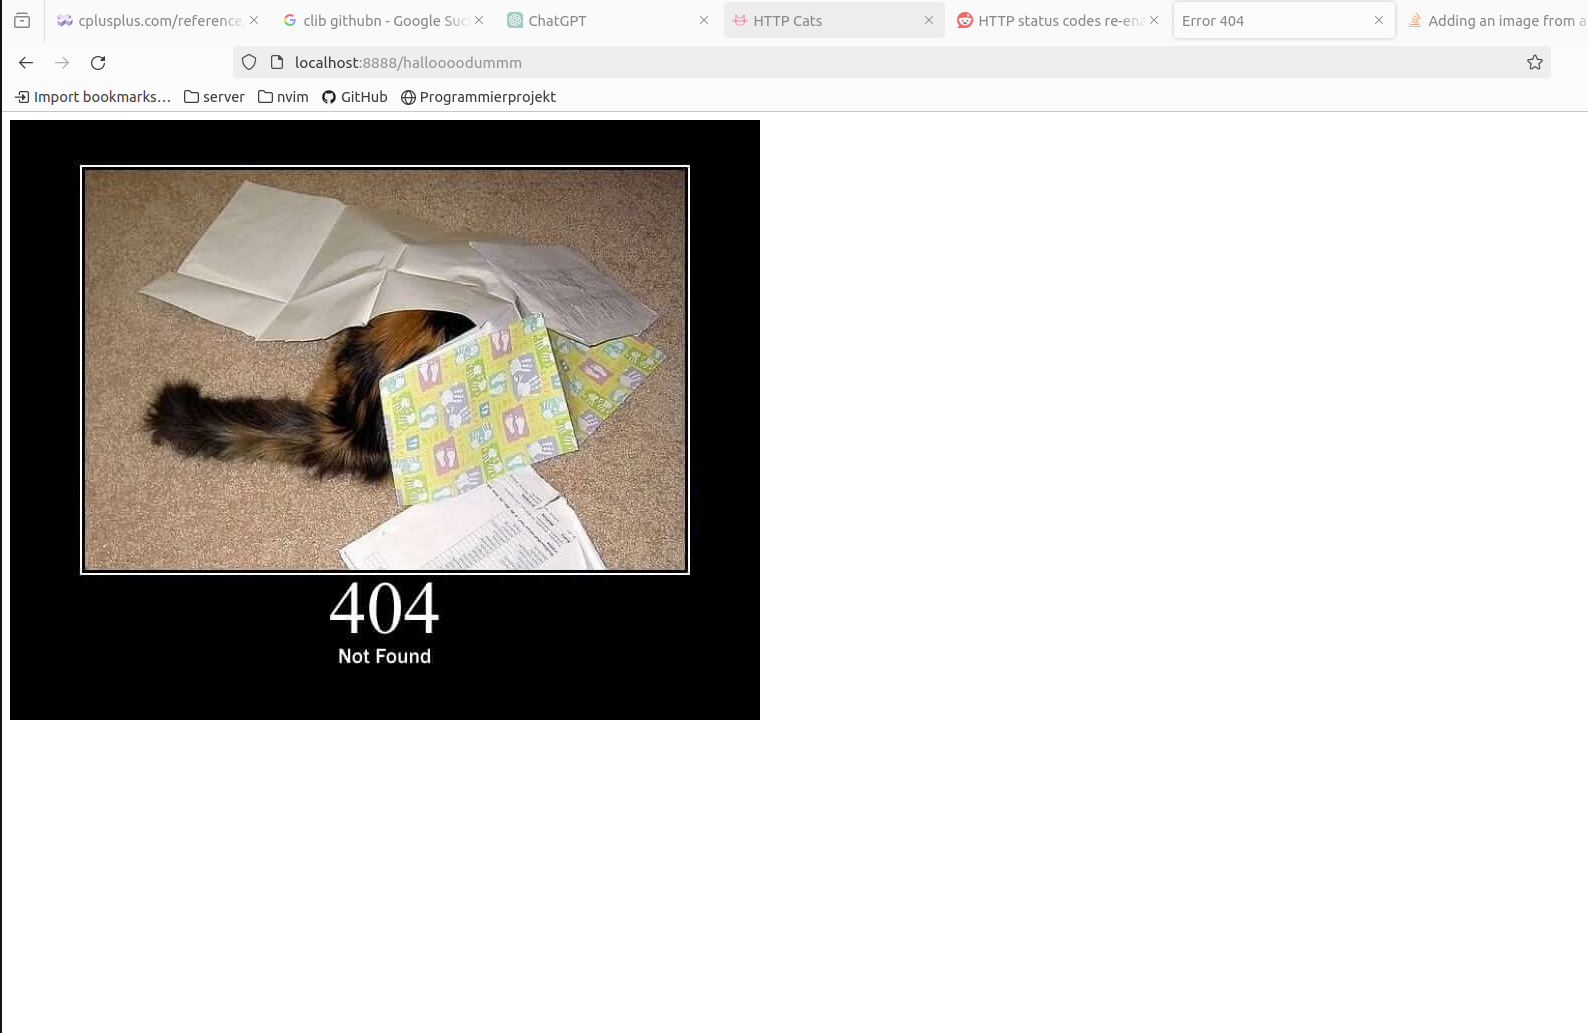 cplusplus.com/reference/
clib githubn - Google Suc
ChatGPT
HTTP Cats
HTTP status codes re-ena
Error 404
Adding an image from a
localhost:8888/halloooodummm
Import bookmarks...
server
nvim
GitHub
Programmierprojekt
404
Not Found